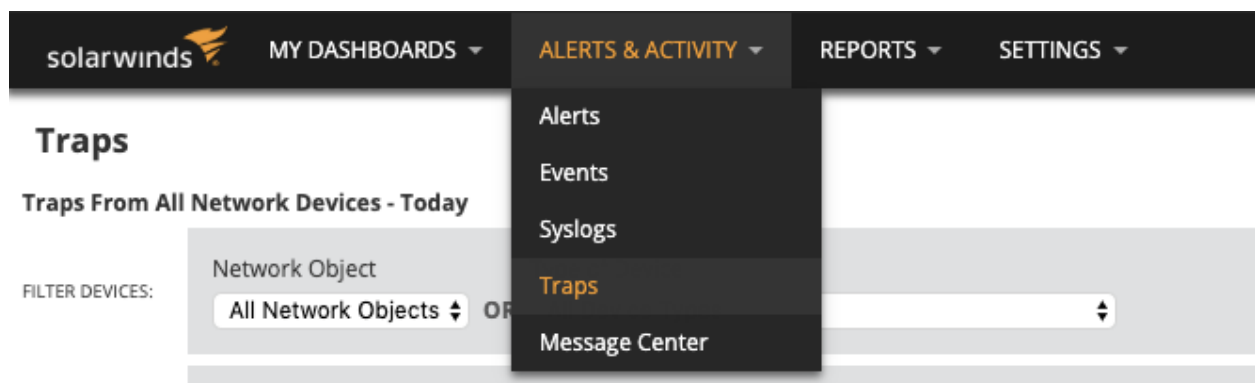 solarwinds MY DASHBOARDS ALERTS & ACTIVITY REPORTS SETTINGS
Alerts
Traps
Events
Traps From All Network Devices - Today
Syslogs
Network Object
FILTER DEVICES:
Traps
All Network Objects OR
Message Center